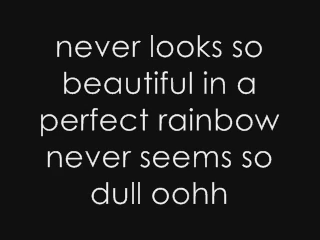 never looks so
beautiful in a
perfect rainbow
never seems so
dull oohh